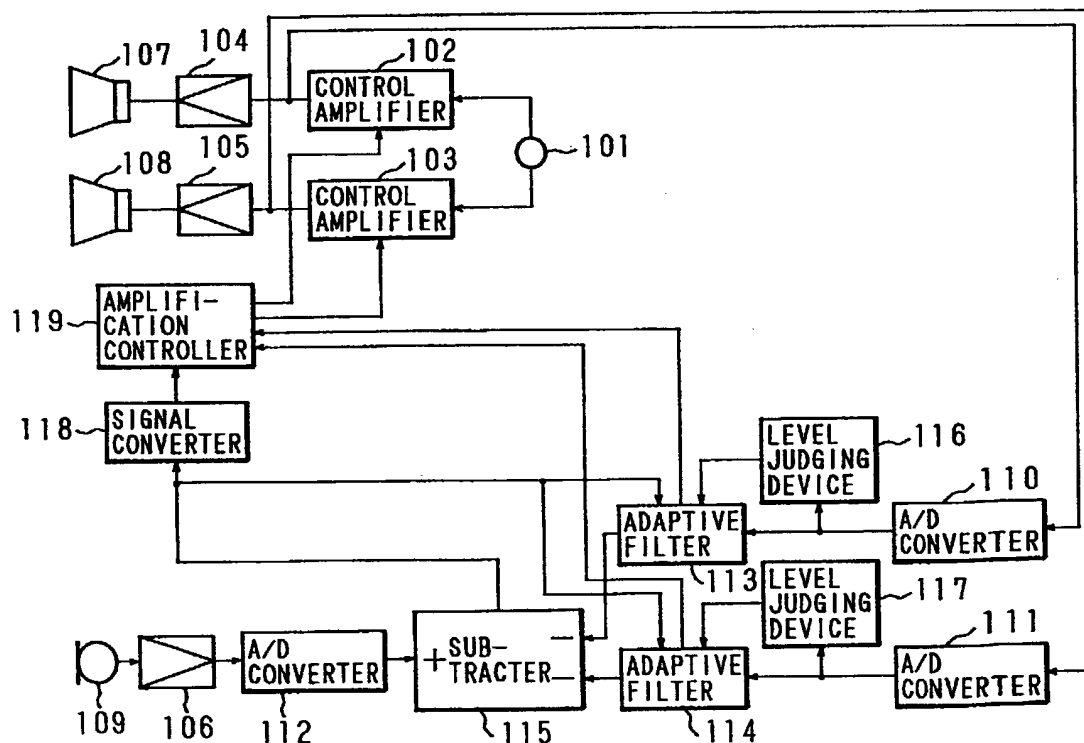 107
104
102
CONTROL
AMPLIFIER
101
108
105
103
CONTROL
AMPLIFIER
119
AMPLIFI-
CATION
CONTROLLER
118
SIGNAL
CONVERTER
LEVEL
JUDGING
DEVICE
116
110
A/D
CONVERTER
ADAPTIVE
FILTER
113
LEVEL
JUDGING
DEVICE
117
111
A/D
CONVERTER
109
106
A/D
CONVERTER
112
+ SUB-
TRACTER
—
—
115
ADAPTIVE
FILTER
114